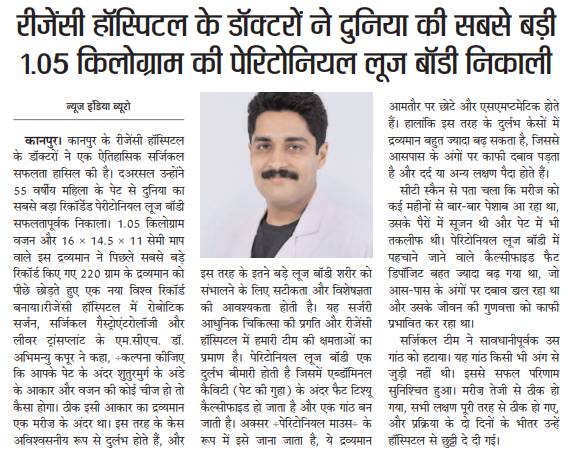 रीजेंसी हॉस्पिटल के डॉक्टरों ने दुनिया की सबसे बड़ी
1.05 किलोग्राम की पेरिटोनियल लूज बॉडी निकाली
न्यूज इंडिया ब्यूरो
कानपुर। कानपुर के रीजेंसी हॉस्पिटल
के डॉक्टरों ने एक ऐतिहासिक सर्जिकल
सफलता हासिल की है। दरअसल उन्होंने
55 वर्षीय महिला के पेट से दुनिया का
सबसे बड़ा रिकॉर्डेड पेरीटोनियल लूज बॉडी
सफलतापूर्वक निकाला। 1.05 किलोग्राम
वजन और 16 × 14.5 × 11 सेमी माप
वाले इस द्रव्यमान ने पिछले सबसे बड़े
रिकॉर्ड किए गए 220 ग्राम के द्रव्यमान को
पीछे छोड़ते हुए एक नया विश्व रिकॉर्ड
बनाया।रीजेंसी हॉस्पिटल में रोबोटिक
सर्जन, सर्जिकल गैस्ट्रोएंटरोलॉजी और
लीवर ट्रांसप्लांट के एम.सीएच. डॉ.
अभिमन्यु कपूर ने कहा, ÷कल्पना कीजिए
कि आपके पेट के अंदर शुतुरमुर्ग के अंडे
के आकार और वजन की कोई चीज हो तो
कैसा होगा। ठीक इसी आकार का द्रव्यमान
एक मरीज के अंदर था। इस तरह के केस
अविश्वसनीय रूप से दुर्लभ होते हैं, और
इस तरह के इतने बड़े लूज बॉडी शरीर को
संभालने के लिए सटीकता और विशेषज्ञता
की आवश्यकता होती है। यह सर्जरी
आधुनिक चिकित्सा की प्रगति और रीजेंसी
हॉस्पिटल में हमारी टीम की क्षमताओं का
प्रमाण है। पेरिटोनियल लूज बॉडी एक
दुर्लभ बीमारी होती है जिसमें एब्डॉमिनल
कैविटी (पेट की गुहा) के अंदर फैट टिश्यू
कैल्सीफाइड हो जाता है और एक गांठ बन
जाती है। अक्सर ÷पेरिटोनियल माउस÷ के
रूप में इसे जाना जाता है, ये द्रव्यमान
आमतौर पर छोटे और एसएमप्टमेटिक होते
हैं। हालांकि इस तरह के दुर्लभ केसों में
द्रव्यमान बहुत ज्यादा बढ़ सकता है, जिससे
आसपास के अंगों पर काफी दबाव पड़ता
है और दर्द या अन्य लक्षण पैदा होते हैं।
सीटी स्कैन से पता चला कि मरीज को
कई महीनों से बार-बार पेशाब आ रहा था,
उसके पैरों में सूजन थी और पेट में भी
तकलीफ थी। पेरिटोनियल लूज बॉडी में
पहचाने जाने वाले कैल्सीफाइड फैट
डिपॉजिट बहत ज्यादा बढ़ गया था, जो
आस-पास के अंगों पर दबाव डाल रहा था
और उसके जीवन की गुणवत्ता को काफी
प्रभावित कर रहा था।
सर्जिकल टीम ने सावधानीपूर्वक उस
गांठ को हटाया। यह गांठ किसी भी अंग से
जुड़ी नहीं थी। इससे सफल परिणाम
सुनिश्चित हुआ। मरीज तेजी से ठीक हो
गया, सभी लक्षण पूरी तरह से ठीक हो गए,
और प्रक्रिया के दो दिनों के भीतर उन्हें
हॉस्पिटल से छुट्टी दे दी गई।